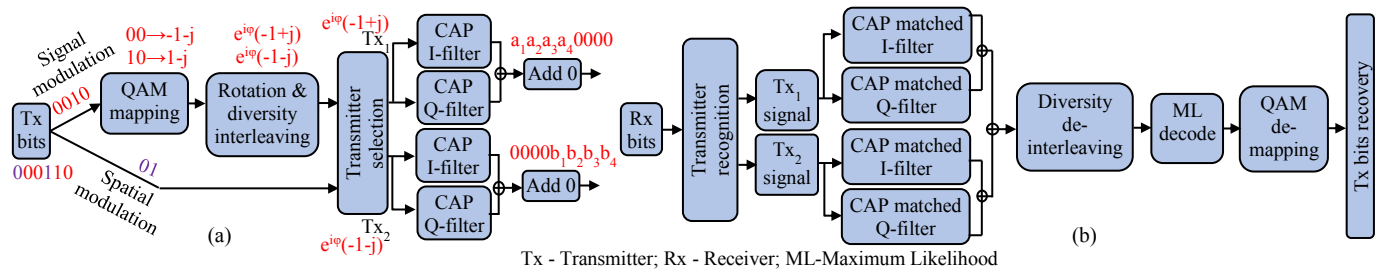 Signal modulation
00→-1-j
10→1-j
e^{iφ}(-1+j)
e^{iφ}(-1-j)
e^{iφ}(-1+j)
Tx₁
0010
Tx bits
000110
QAM mapping
Rotation & diversity interleaving
01
Spatial modulation
Transmitter selection
Tx₂
e^{iφ}(-1-j)
CAP I-filter
CAP Q-filter
CAP I-filter
CAP Q-filter
a₁a₂a₃a₄0000
Add 0
0000b₁b₂b₃b₄
Add 0
(a)
Rx bits
Transmitter recognition
Tx₁ signal
Tx₂ signal
CAP matched I-filter
CAP matched Q-filter
CAP matched I-filter
CAP matched Q-filter
Diversity de-interleaving
ML decode
QAM de-mapping
Tx bits recovery
(b)
Tx - Transmitter; Rx - Receiver; ML-Maximum Likelihood